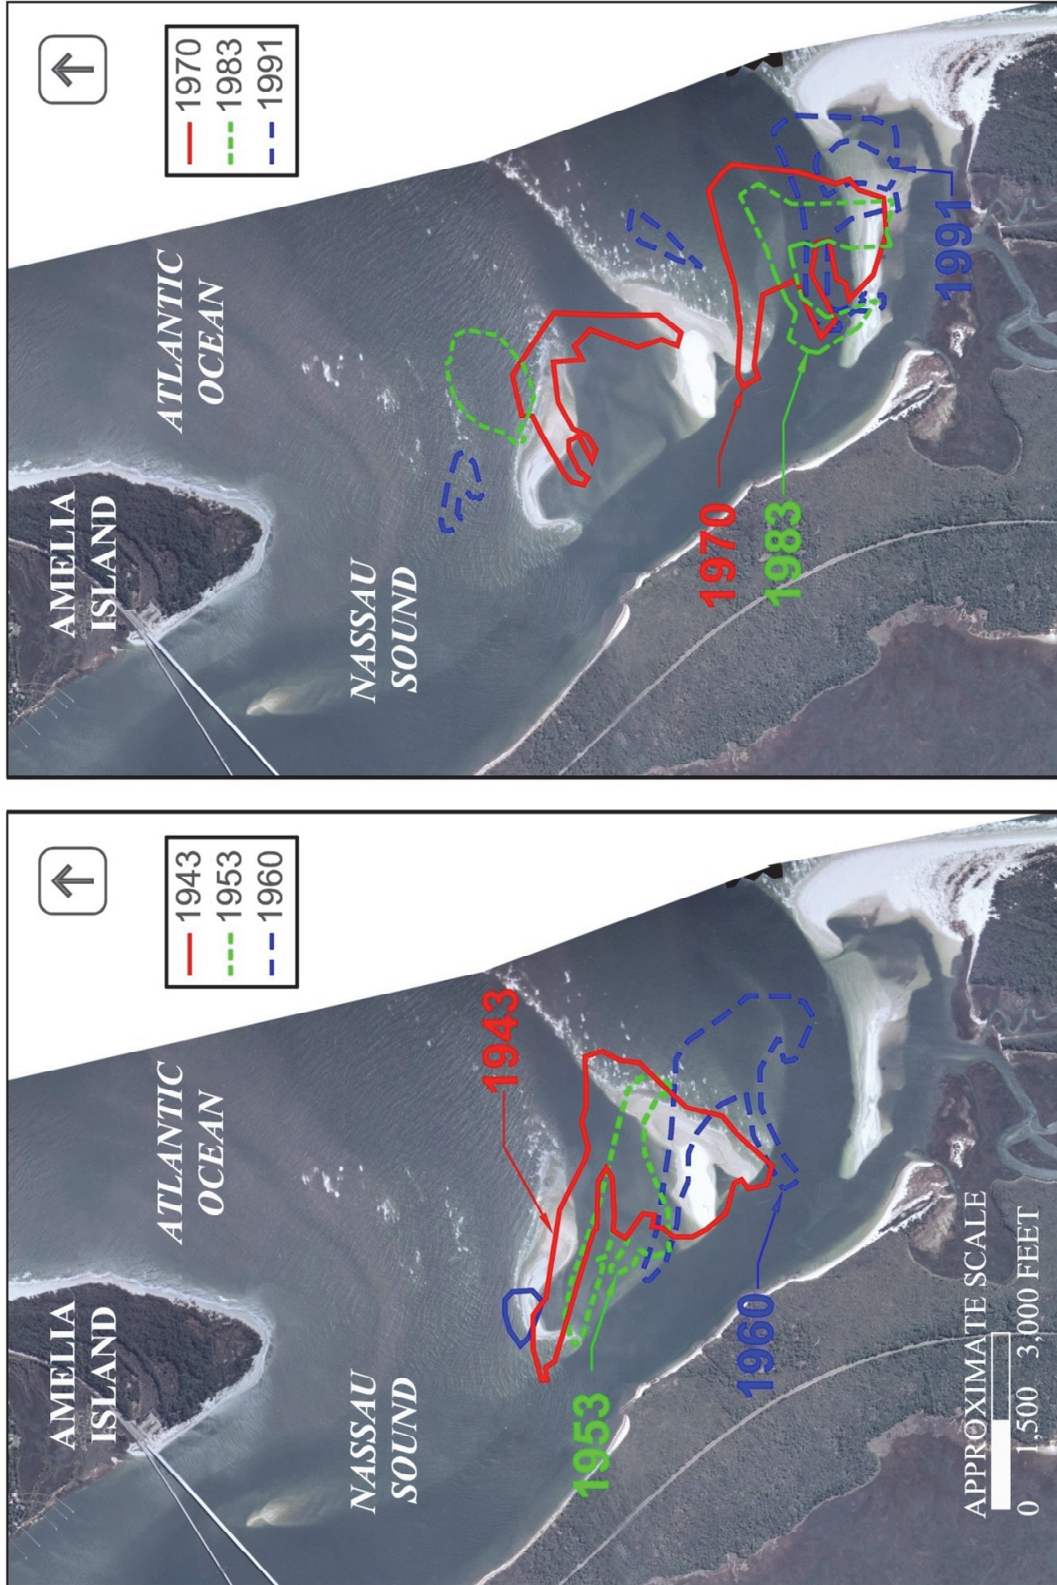 AMELIA
ISLAND
ATLANTIC
OCEAN
NASSAU
SOUND
1943
1953
1960
1943
1953
1960
APPROXIMATE SCALE
0 1,500 3,000 FEET
AMELIA
ISLAND
ATLANTIC
OCEAN
NASSAU
SOUND
1970
1983
1991
1970
1983
1991